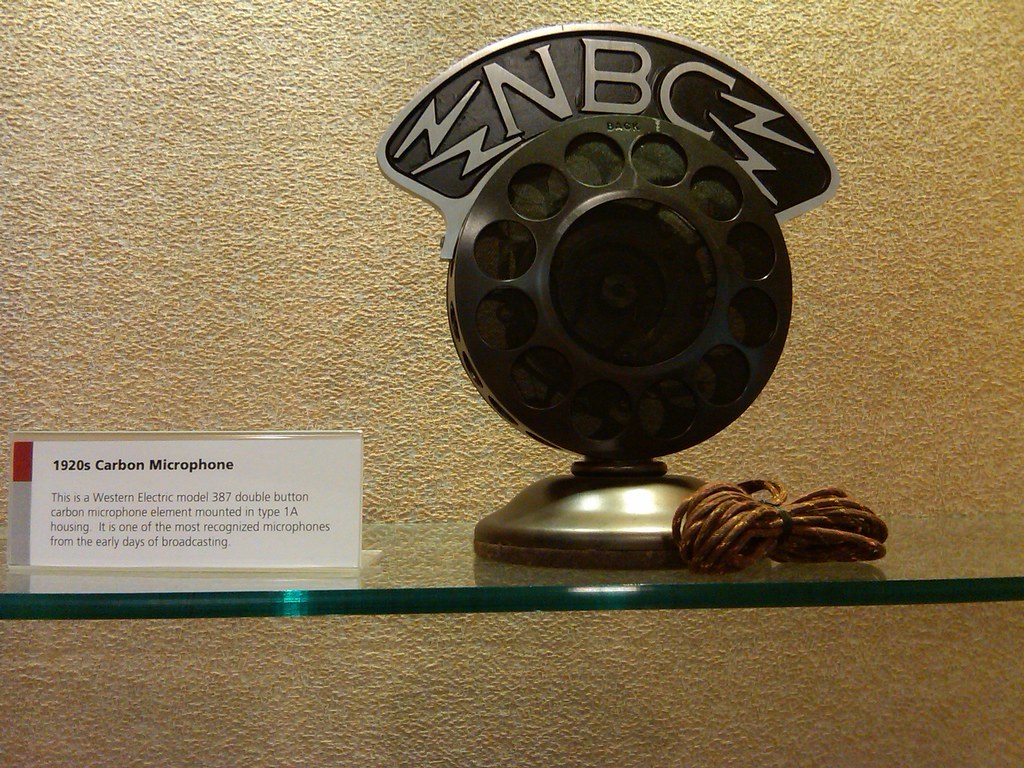 NBC
BACK
1920s Carbon Microphone
This is a Western Electric model 387 double button
carbon microphone element mounted in type 1A
housing. It is one of the most recognized microphones
from the early days of broadcasting.